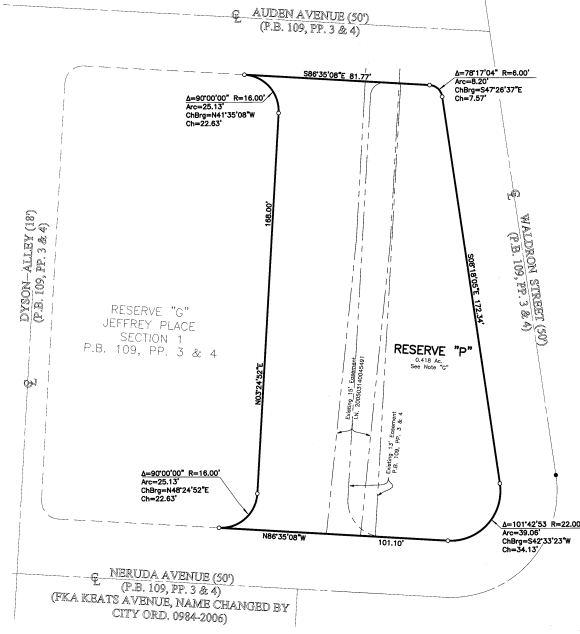 ℄ AUDEN AVENUE (50')
(P.B. 109, PP. 3 & 4)
S86°35'08"E 81.77'
Δ=78°17'04" R=6.00'
Arc=8.20'
ChBrg=S47°26'37"E
Ch=7.57'
Δ=90°00'00" R=16.00'
Arc=25.13'
ChBrg=N41°35'08"W
Ch=22.63'
168.00'
N03°24'52"E
DYSON ALLEY (18')
(P.B. 109, PP. 3 & 4)
℄
℄ WALDRON STREET (50')
(P.B. 109, PP. 3 & 4)
S08°18'05"E 172.34'
RESERVE "G"
JEFFREY PLACE
SECTION 1
P.B. 109, PP. 3 & 4
RESERVE "P"
0.418 Ac.
See Note "G"
Existing 15' Easement
I.N. 200503140045491
Existing 13' Easement
P.B. 109, PP. 3 & 4
Δ=90°00'00" R=16.00'
Arc=25.13'
ChBrg=N48°24'52"E
Ch=22.63'
N86°35'08"W
101.10'
Δ=101°42'53 R=22.00
Arc=39.06'
ChBrg=S42°33'23"W
Ch=34.13'
℄ NERUDA AVENUE (50')
(P.B. 109, PP. 3 & 4)
(FKA KEATS AVENUE, NAME CHANGED BY
CITY ORD. 0984-2006)